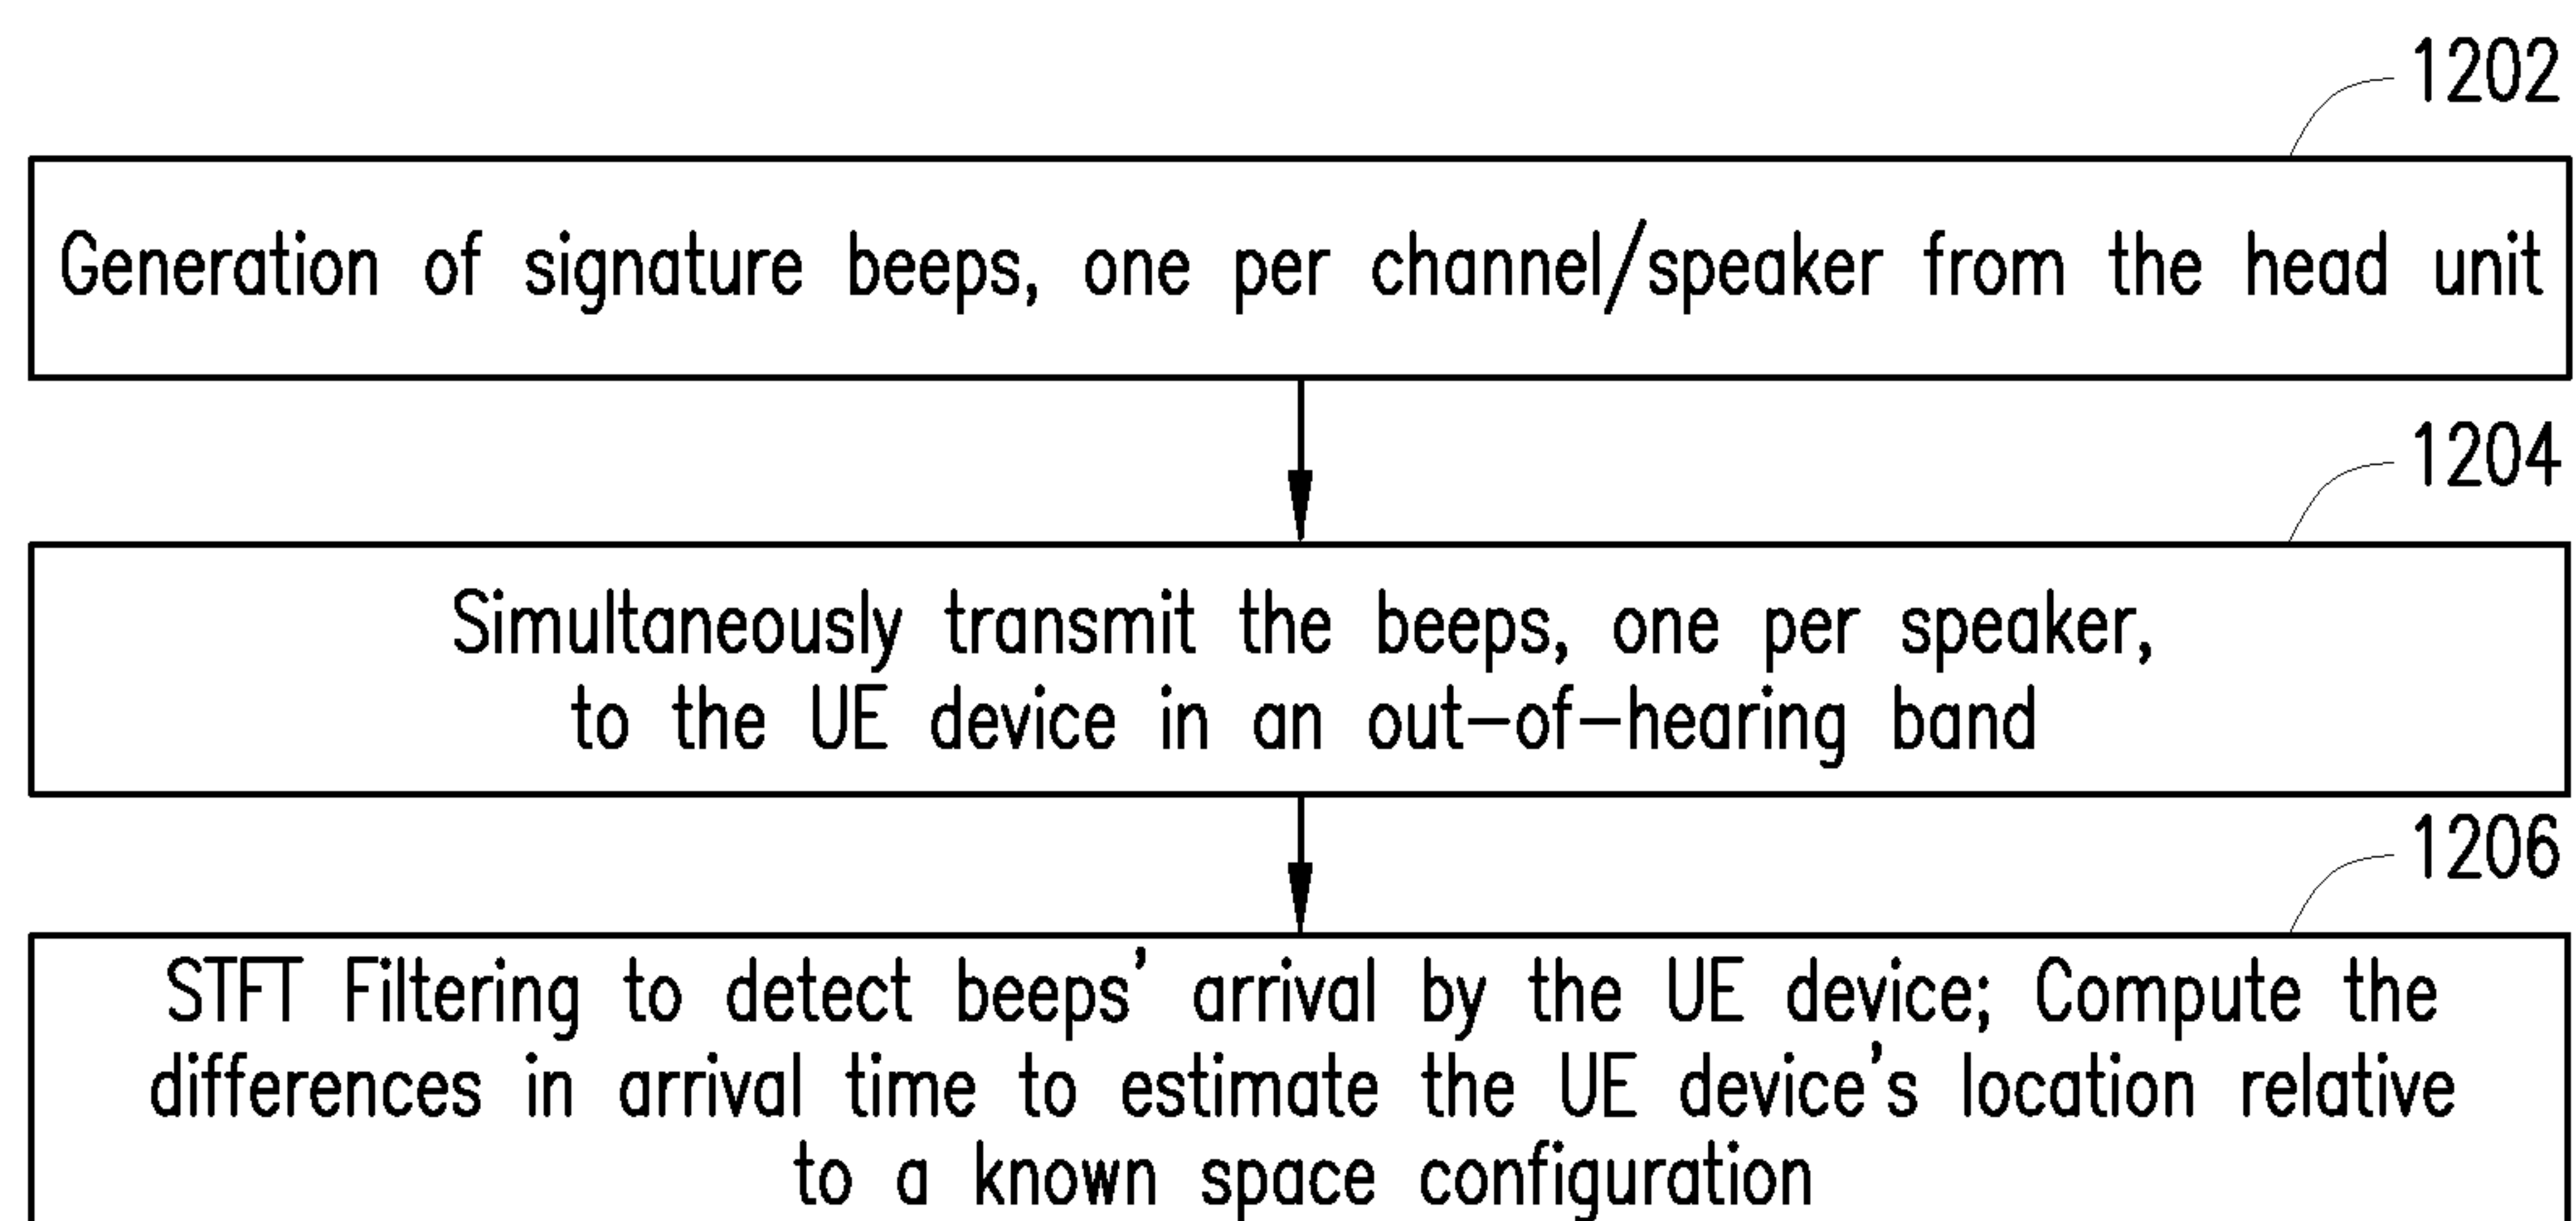 1202
Generation of signature beeps, one per channel/speaker from the head unit
1204
Simultaneously transmit the beeps, one per speaker,
to the UE device in an out-of-hearing band
1206
STFT Filtering to detect beeps' arrival by the UE device; Compute the
differences in arrival time to estimate the UE device's location relative
to a known space configuration